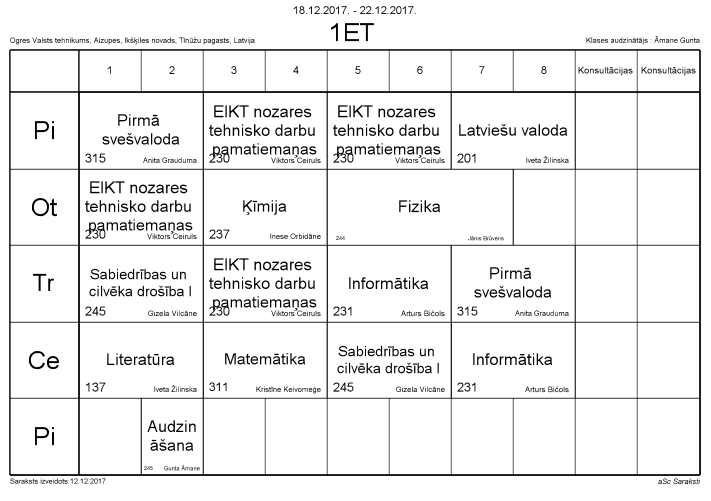 18.12.2017. - 22.12.2017.
1ET
Ogres Valsts tehnikums, Aizupes, Ikšķiles novads, Tīnūžu pagasts, Latvija
Klases audzinātājs : Āmane Gunta
1 2 3 4 5 6 7 8 Konsultācijas Konsultācijas
Pi
Pirmā
svešvaloda
315 Anita Grauduma
EIKT nozares
tehnisko darbu
pamatiemaņas
230 Viktors Ceiruls
EIKT nozares
tehnisko darbu
pamatiemaņas
230 Viktors Ceiruls
Latviešu valoda
201 Iveta Žilinska
Ot
EIKT nozares
tehnisko darbu
pamatiemaņas
230 Viktors Ceiruls
Ķīmija
237 Inese Orbidāne
Fizika
244 Jānis Brūveris
Tr
Sabiedrības un
cilvēka drošība I
245 Gizela Vilcāne
EIKT nozares
tehnisko darbu
pamatiemaņas
230 Viktors Ceiruls
Informātika
231 Arturs Bičols
Pirmā
svešvaloda
315 Anita Grauduma
Ce
Literatūra
137 Iveta Žilinska
Matemātika
311 Kristīne Keivomeģe
Sabiedrības un
cilvēka drošība I
245 Gizela Vilcāne
Informātika
231 Arturs Bičols
Pi
Audzin
āšana
245 Gunta Āmane
Saraksts izveidots:12.12.2017
aSc Saraksti